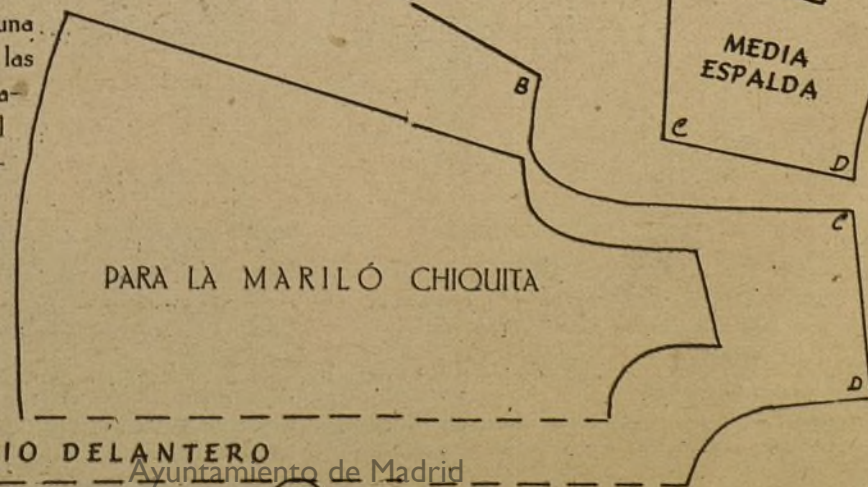 una
las
a-
l
MEDIA
ESPALDA
B
C
D
C
PARA LA MARILÓ CHIQUITA
D
IO DELANTERO
Ayuntamiento de Madrid